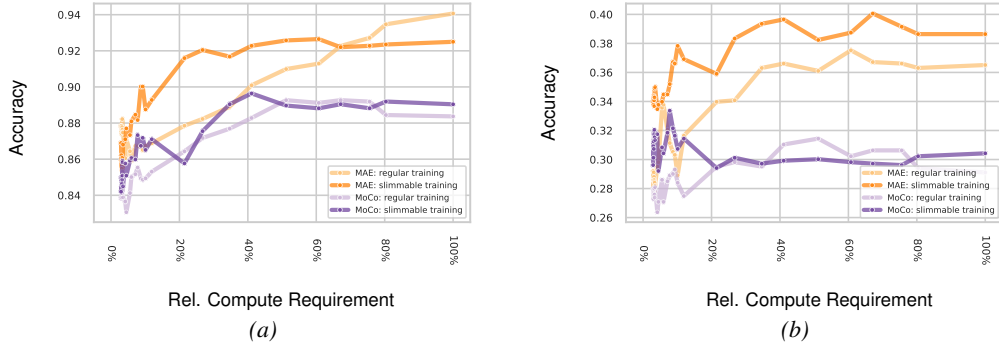 0.94
0.92
0.90
0.88
0.86
0.84
Accuracy
MAE: regular training
MAE: slimmable training
MoCo: regular training
MoCo: slimmable training
0%
20%
40%
60%
80%
100%
Rel. Compute Requirement
(a)
0.40
0.38
0.36
0.34
0.32
0.30
0.28
0.26
Accuracy
MAE: regular training
MAE: slimmable training
MoCo: regular training
MoCo: slimmable training
0%
20%
40%
60%
80%
100%
Rel. Compute Requirement
(b)